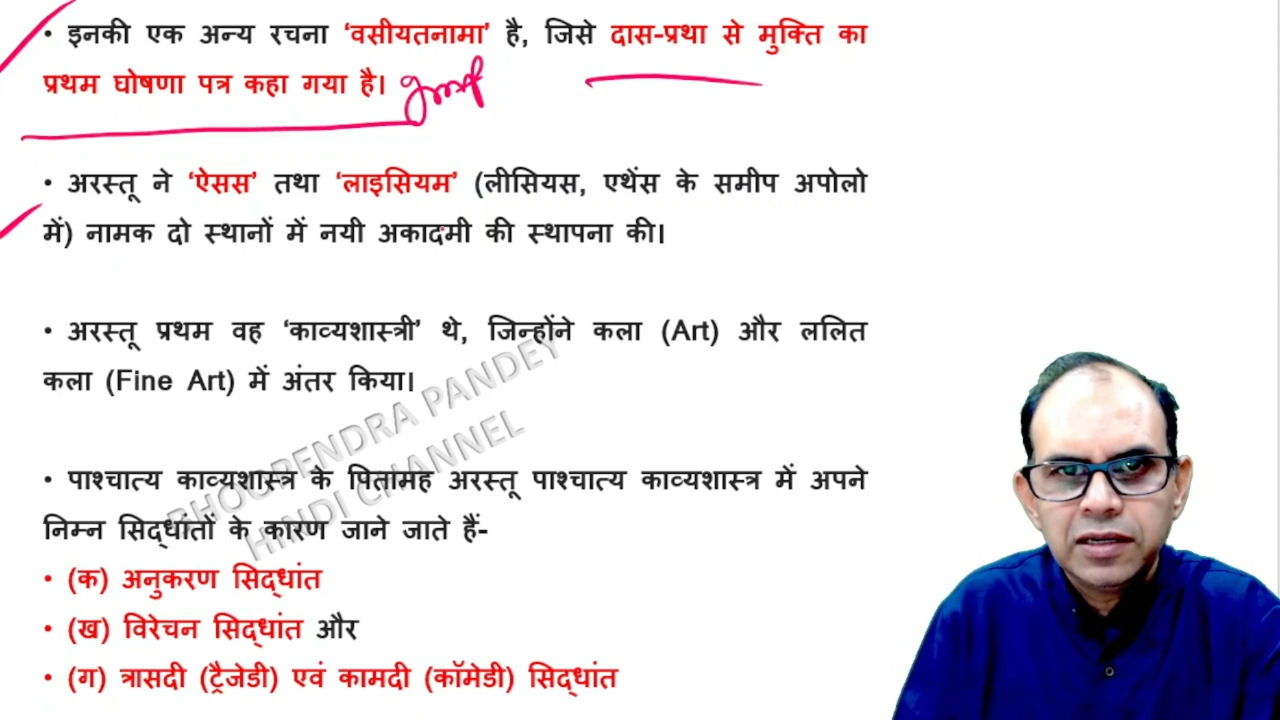 • इनकी एक अन्य रचना ‘वसीयतनामा’ है, जिसे दास-प्रथा से मुक्ति का
प्रथम घोषणा पत्र कहा गया है।
• अरस्तू ने ‘ऐसस’ तथा ‘लाइसियम’ (लीसियस, एथेंस के समीप अपोलो
में) नामक दो स्थानों में नयी अकादमी की स्थापना की।
• अरस्तू प्रथम वह ‘काव्यशास्त्री’ थे, जिन्होंने कला (Art) और ललित
कला (Fine Art) में अंतर किया।
• पाश्चात्य काव्यशास्त्र के पितामह अरस्तू पाश्चात्य काव्यशास्त्र में अपने
निम्न सिद्धांतों के कारण जाने जाते हैं-
• (क) अनुकरण सिद्धांत
• (ख) विरेचन सिद्धांत और
• (ग) त्रासदी (ट्रैजेडी) एवं कामदी (कॉमेडी) सिद्धांत
BHOOPENDRA PANDEY
HINDI CHANNEL